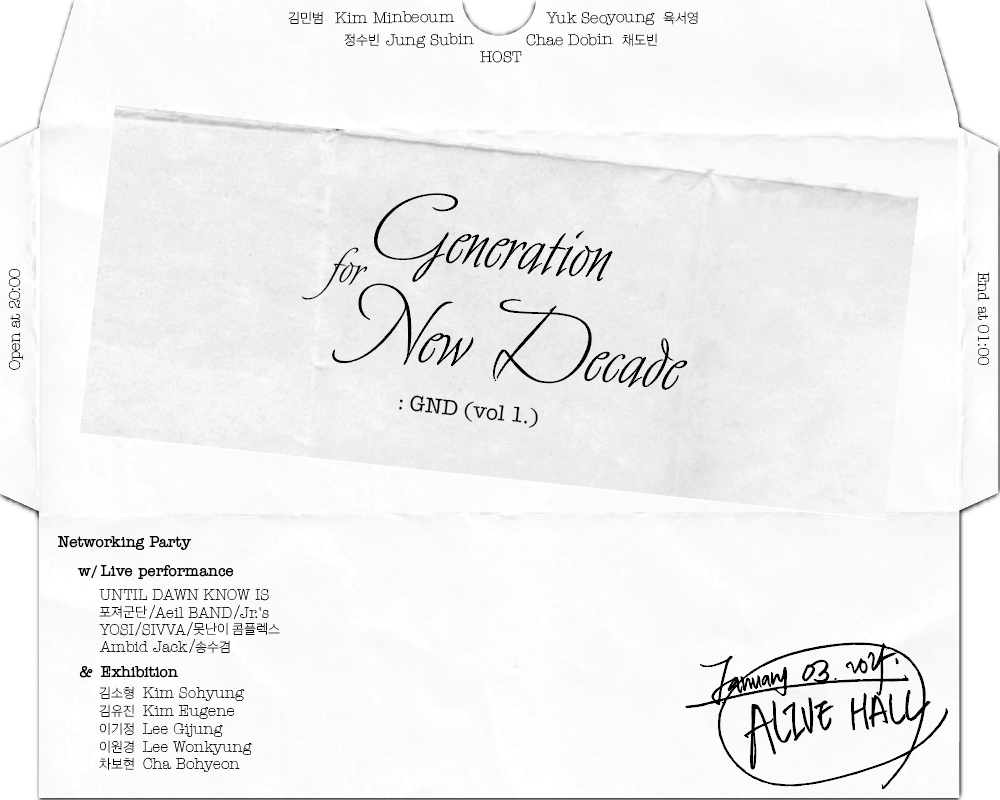 김민범 Kim Minbeoum Yuk Seoyoung 육서영
정수빈 Jung Subin Chae Dobin 채도빈
HOST
Generation
for
New Decade
: GND (vol 1.)
Open at 20:00
End at 01:00
Networking Party
w/ Live performance
UNTIL DAWN KNOW IS
포져군단/Aeil BAND/Jr.'s
YOSI/SIVVA/못난이 콤플렉스
Ambid Jack/송수겸
& Exhibition
김소형 Kim Sohyung
김유진 Kim Eugene
이기정 Lee Gijung
이원경 Lee Wonkyung
차보현 Cha Bohyeon
January 03.
ALIVE HALL